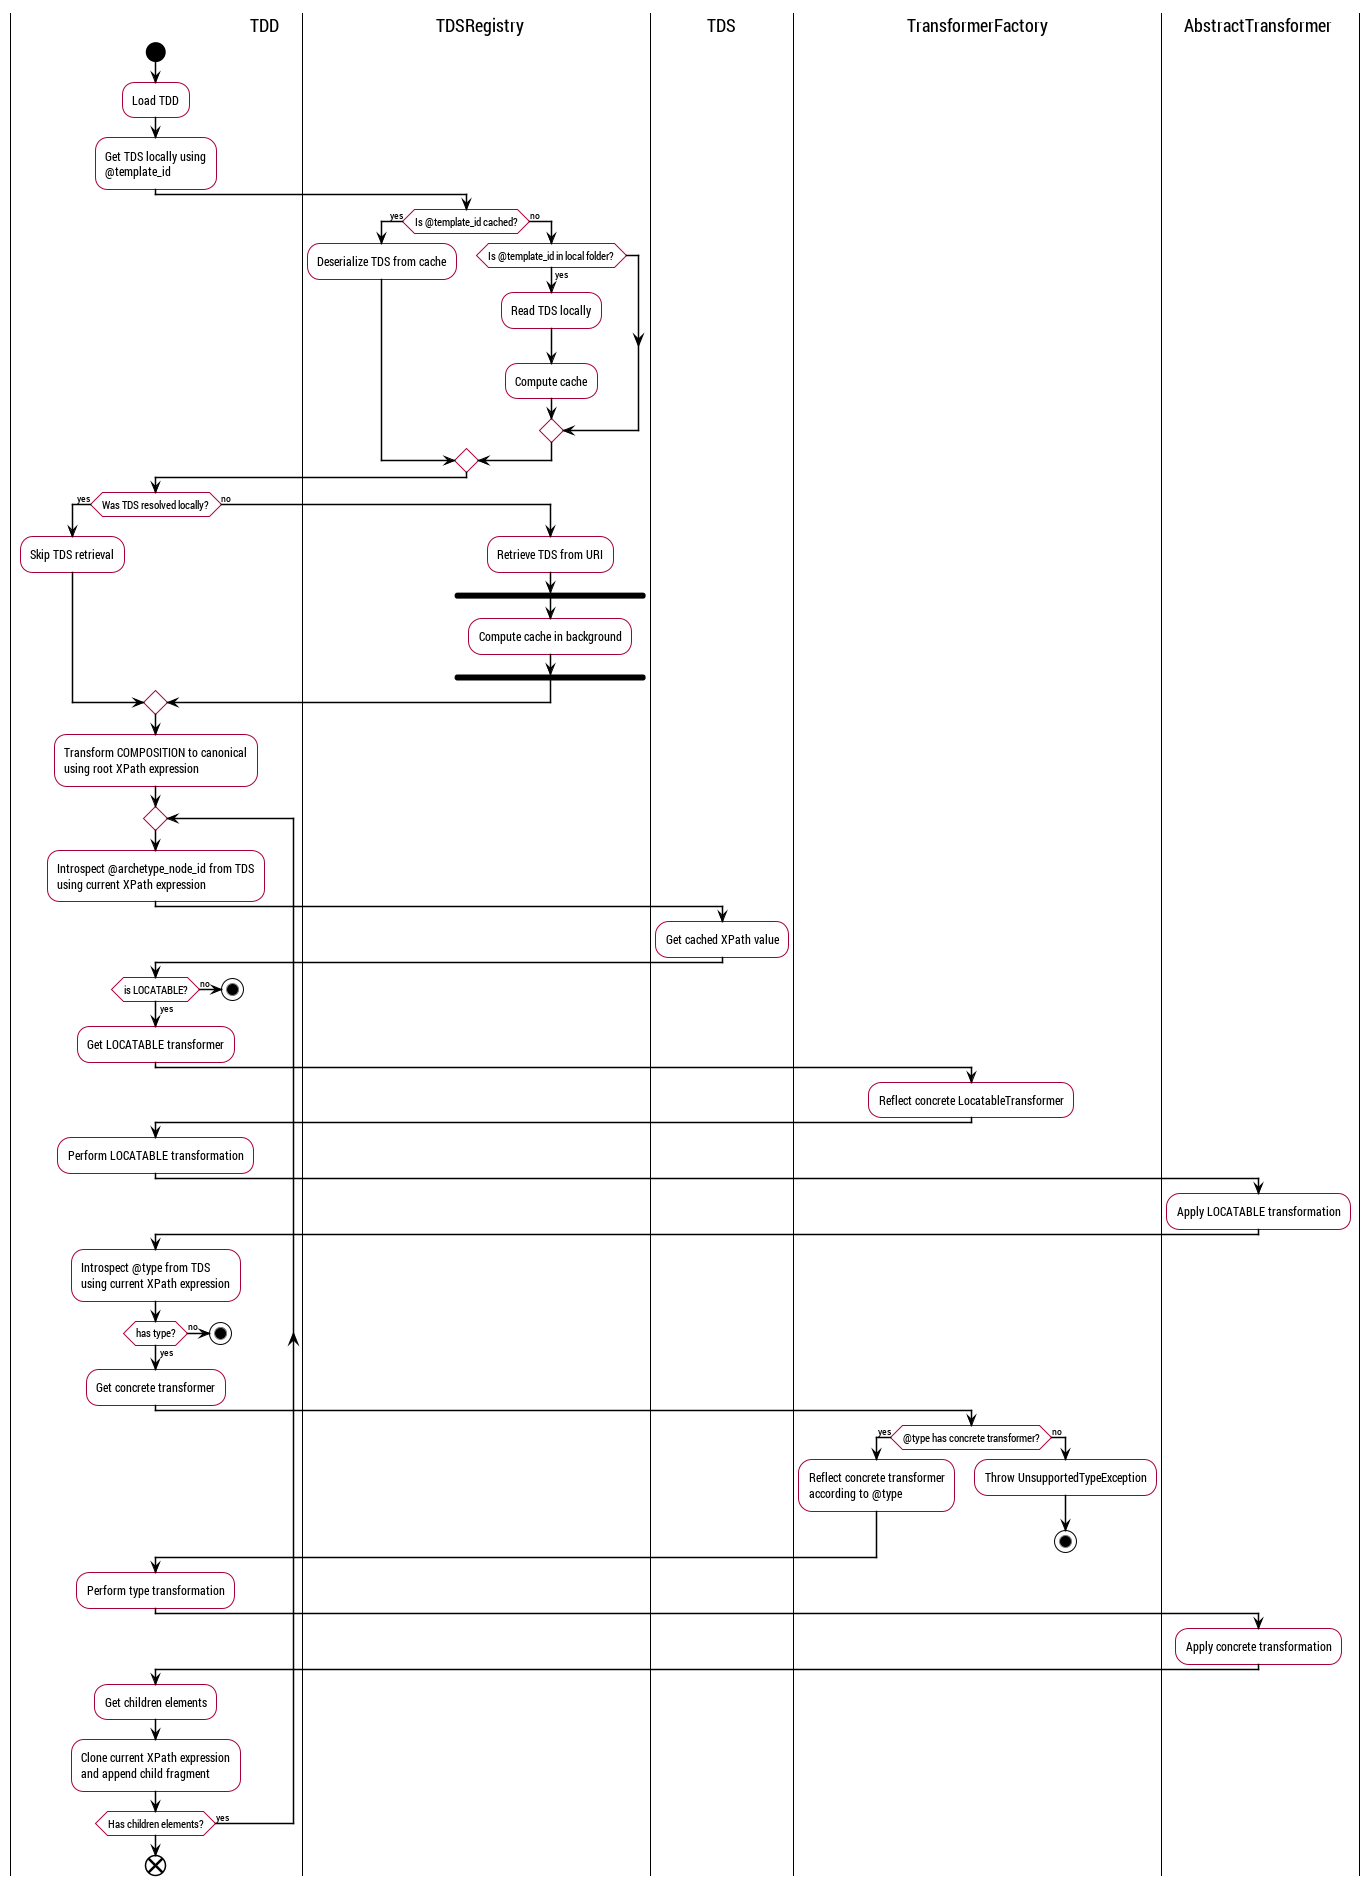 TDD
TDSRegistry
TDS
TransformerFactory
AbstractTransformer
Load TDD
Get TDS locally using
@template_id
yes
Is @template_id cached?
no
Deserialize TDS from cache
Is @template_id in local folder?
yes
Read TDS locally
Compute cache
yes
Was TDS resolved locally?
no
Skip TDS retrieval
Retrieve TDS from URI
Compute cache in background
Transform COMPOSITION to canonical
using root XPath expression
Introspect @archetype_node_id from TDS
using current XPath expression
Get cached XPath value
is LOCATABLE?
no
yes
Get LOCATABLE transformer
Reflect concrete LocatableTransformer
Perform LOCATABLE transformation
Apply LOCATABLE transformation
Introspect @type from TDS
using current XPath expression
has type?
no
yes
Get concrete transformer
yes
@type has concrete transformer?
no
Reflect concrete transformer
according to @type
Throw UnsupportedTypeException
Perform type transformation
Apply concrete transformation
Get children elements
Clone current XPath expression
and append child fragment
Has children elements?
yes